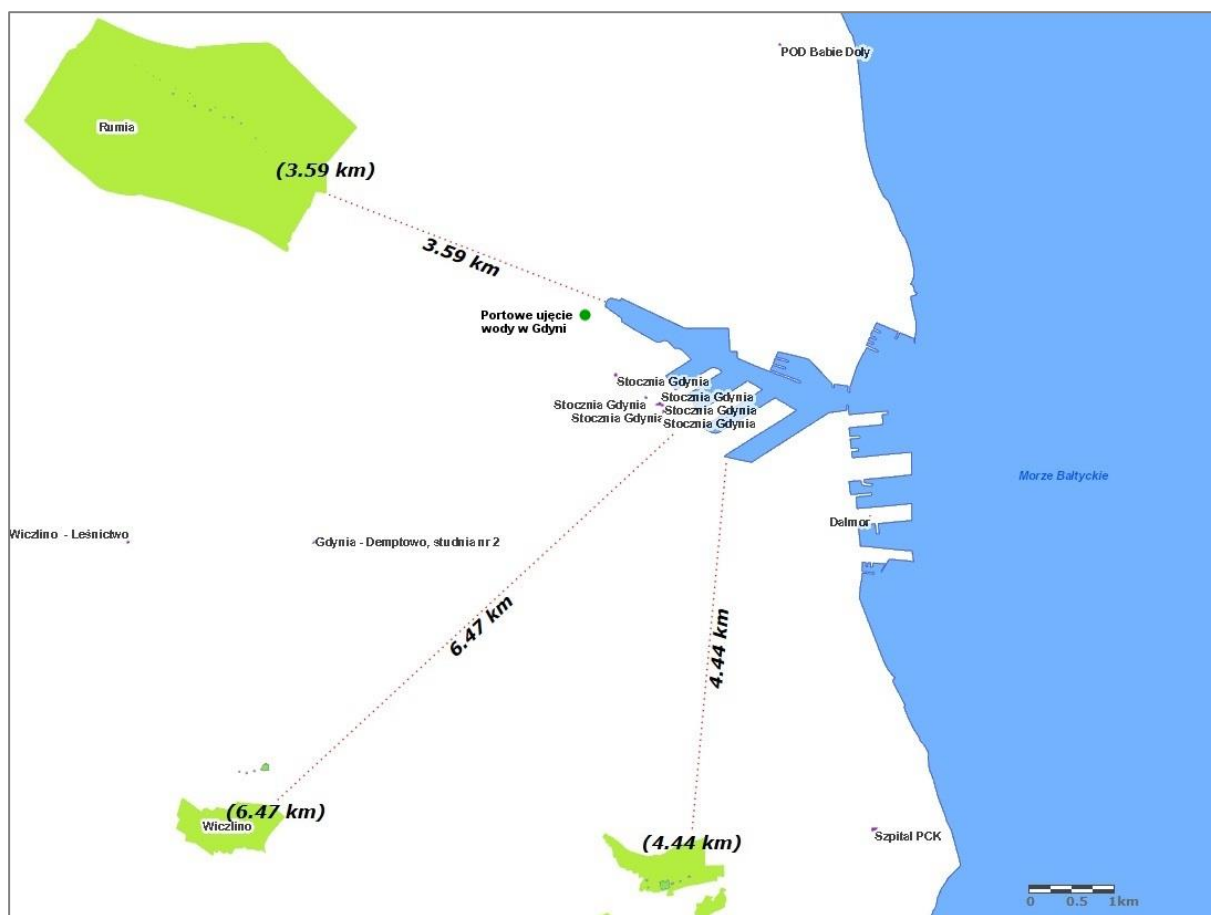 POD Babie Doły
Rumia
(3.59 km)
3.59 km
Portowe ujęcie
wody w Gdyni
Stocznia Gdynia
Stocznia Gdynia
Stocznia Gdynia
Stocznia Gdynia
Stocznia Gdynia
Stocznia Gdynia
Morze Bałtyckie
Dalmor
Wiczlino - Leśnictwo
Gdynia - Demptowo, studnia nr 2
6.47 km
4.44 km
(6.47 km)
Wiczlino
(4.44 km)
Szpital PCK
0 0.5 1km